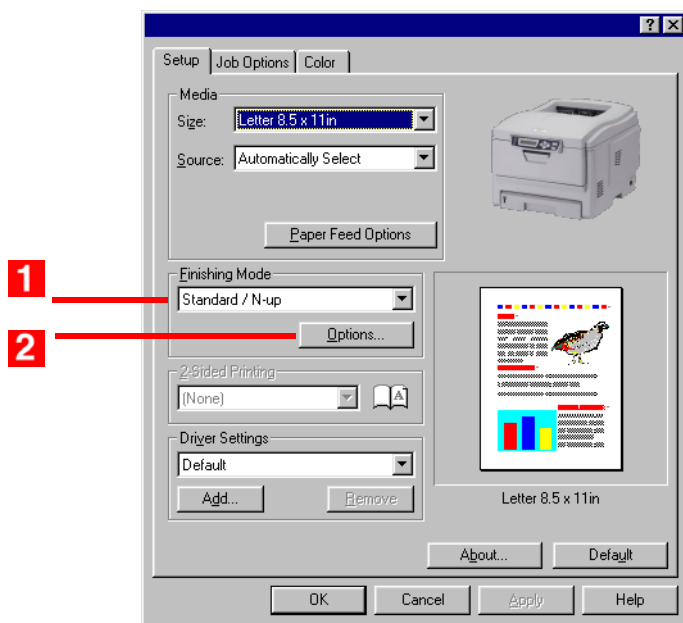 ? ×
Setup Job Options Color
Media
Size: Letter 8.5 x 11in
Source: Automatically Select
Paper Feed Options
1
Finishing Mode
Standard / N-up
2
Options...
2-Sided Printing
(None)
A
Driver Settings
Default
Add... Remove
Letter 8.5 x 11in
About... Default
OK Cancel Apply Help